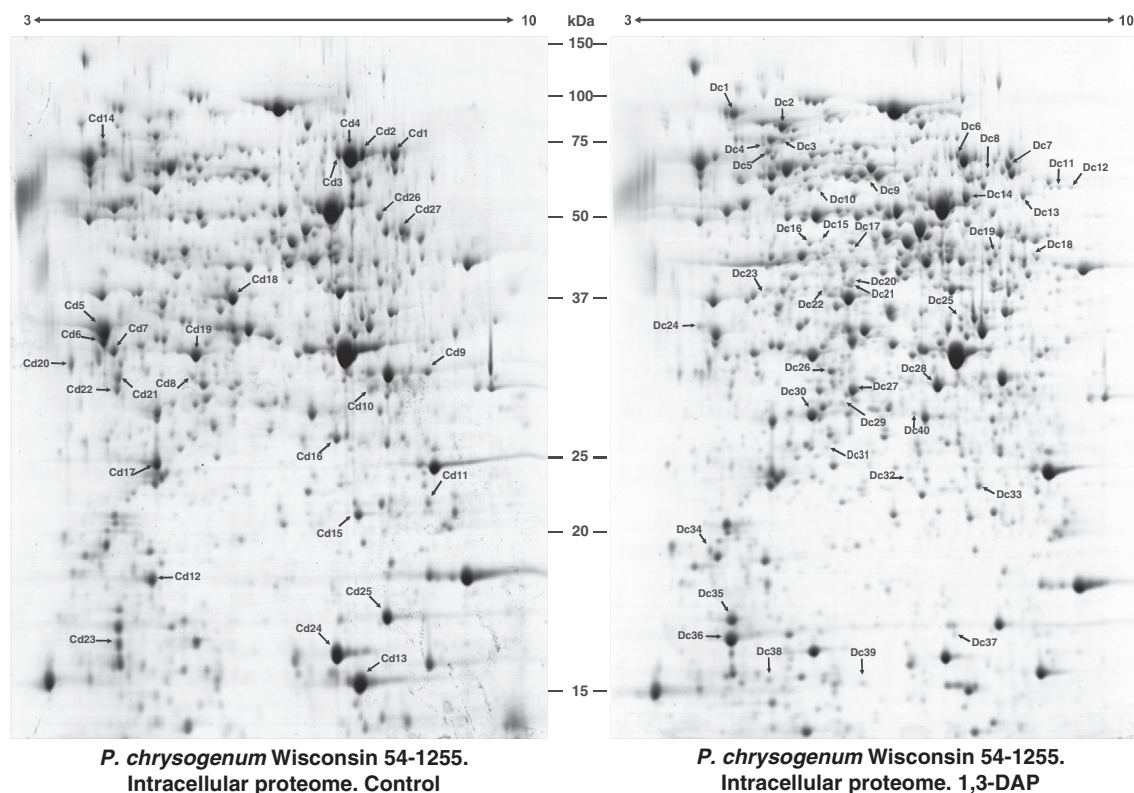 3 10 kDa 3 10
150
100
75
50
37
25
20
15
Cd14
Cd4
Cd2
Cd1
Cd3
Cd26
Cd27
Cd18
Cd5
Cd6
Cd7
Cd19
Cd20
Cd9
Cd8
Cd22
Cd21
Cd10
Cd16
Cd17
Cd11
Cd15
Cd12
Cd25
Cd24
Cd23
Cd13
Dc1
Dc2
Dc6
Dc8
Dc4
Dc3
Dc7
Dc5
Dc11
Dc12
Dc9
Dc10
Dc14
Dc13
Dc15
Dc16
Dc17
Dc19
Dc18
Dc23
Dc20
Dc21
Dc22
Dc25
Dc24
Dc26
Dc28
Dc27
Dc30
Dc29
Dc40
Dc31
Dc32
Dc33
Dc34
Dc35
Dc36
Dc37
Dc38
Dc39
P. chrysogenum Wisconsin 54-1255.
Intracellular proteome. Control
P. chrysogenum Wisconsin 54-1255.
Intracellular proteome. 1,3-DAP